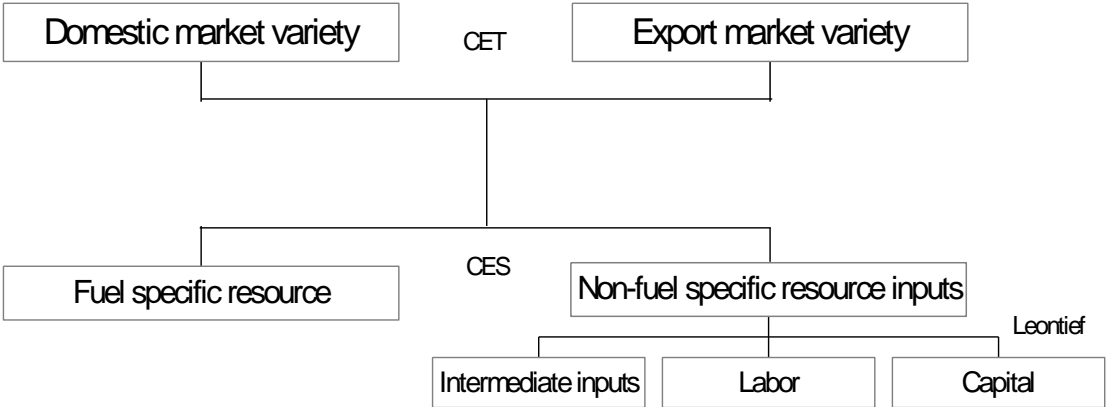 Domestic market variety
CET
Export market variety
Fuel specific resource
CES
Non-fuel specific resource inputs
Leontief
Intermediate inputs
Labor
Capital